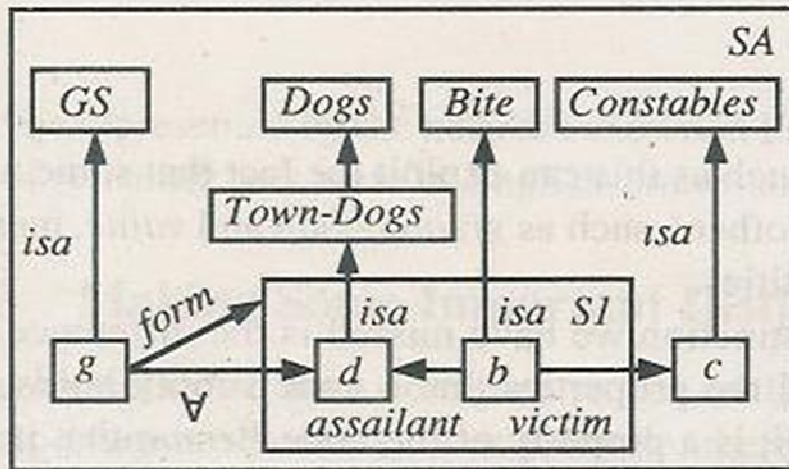 SA
GS Dogs Bite Constables
Town-Dogs
isa
form isa isa S1 isa
g d b c
∀ assailant victim